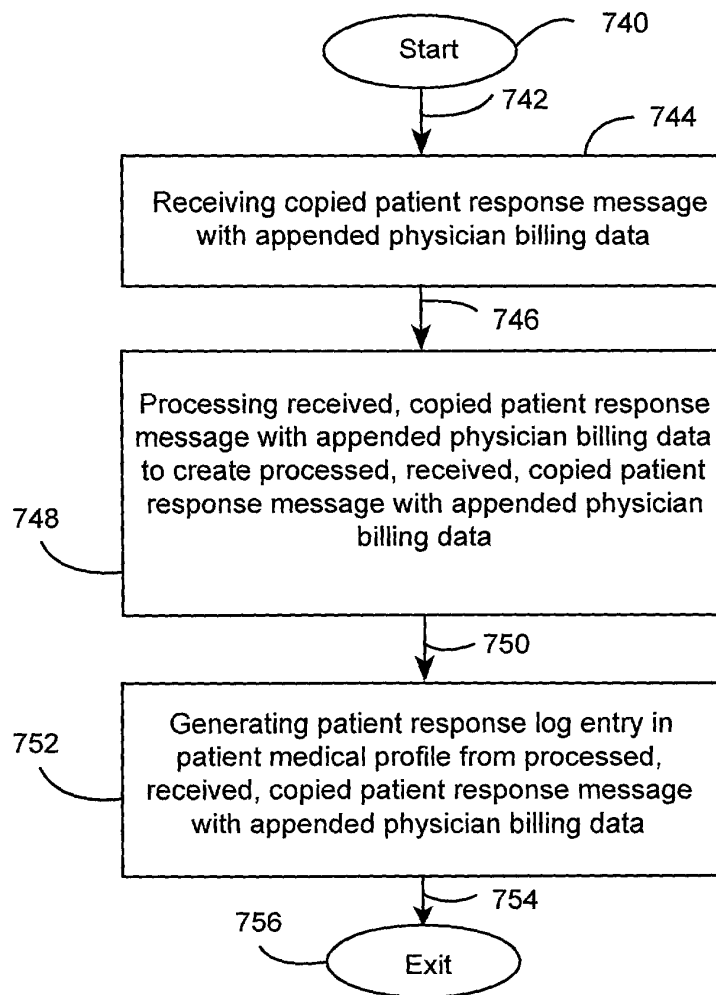 740
Start
742
744
Receiving copied patient response message
with appended physician billing data
746
Processing received, copied patient response
message with appended physician billing data
to create processed, received, copied patient
response message with appended physician
billing data
748
750
752
Generating patient response log entry in
patient medical profile from processed,
received, copied patient response message
with appended physician billing data
754
756
Exit